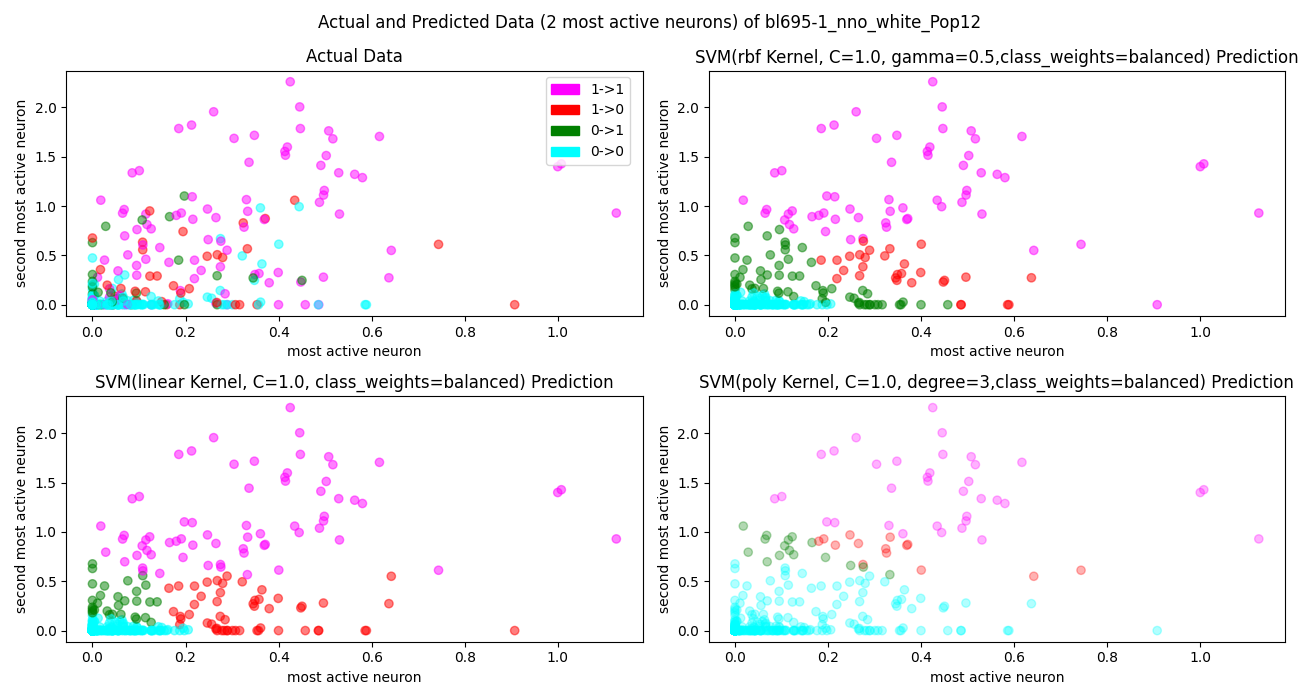 Actual and Predicted Data (2 most active neurons) of bl695-1_nno_white_Pop12
Actual Data
second most active neuron
2.0
1.5
1.0
0.5
0.0
1->1
1->0
0->1
0->0
0.0 0.2 0.4 0.6 0.8 1.0
most active neuron
SVM(rbf Kernel, C=1.0, gamma=0.5,class_weights=balanced) Prediction
second most active neuron
2.0
1.5
1.0
0.5
0.0
0.0 0.2 0.4 0.6 0.8 1.0
most active neuron
SVM(linear Kernel, C=1.0, class_weights=balanced) Prediction
second most active neuron
2.0
1.5
1.0
0.5
0.0
0.0 0.2 0.4 0.6 0.8 1.0
most active neuron
SVM(poly Kernel, C=1.0, degree=3,class_weights=balanced) Prediction
second most active neuron
2.0
1.5
1.0
0.5
0.0
0.0 0.2 0.4 0.6 0.8 1.0
most active neuron